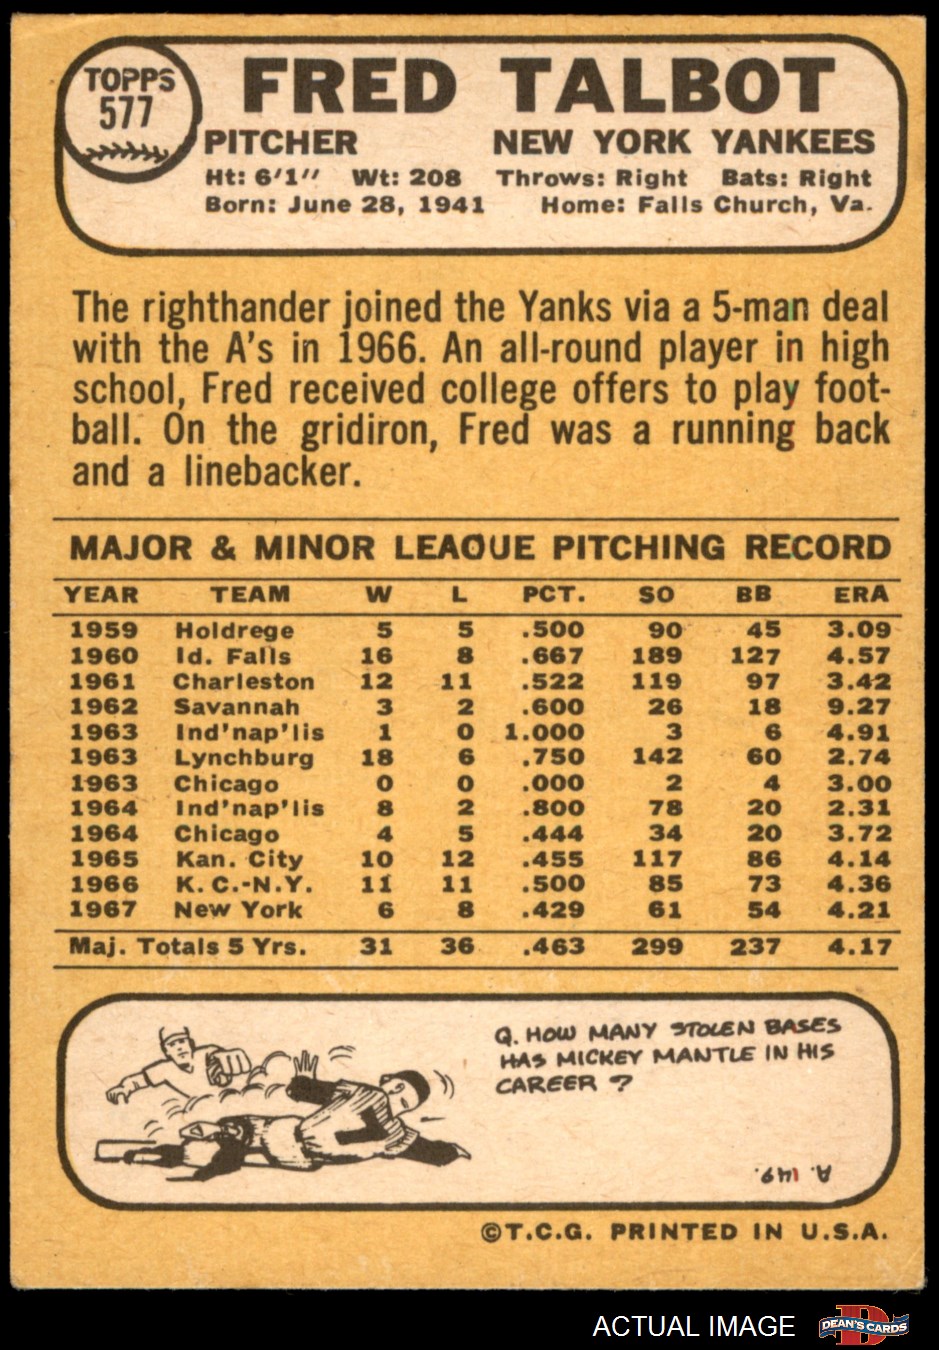 TOPPS
577
FRED TALBOT
PITCHER NEW YORK YANKEES
Ht: 6'1" Wt: 208 Throws: Right Bats: Right
Born: June 28, 1941 Home: Falls Church, Va.
The righthander joined the Yanks via a 5-man deal
with the A's in 1966. An all-round player in high
school, Fred received college offers to play foot-
ball. On the gridiron, Fred was a running back
and a linebacker.
MAJOR & MINOR LEAGUE PITCHING RECORD
YEAR TEAM W L PCT. SO BB ERA
1959 Holdrege 5 5 .500 90 45 3.09
1960 Id. Falls 16 8 .667 189 127 4.57
1961 Charleston 12 11 .522 119 97 3.42
1962 Savannah 3 2 .600 26 18 9.27
1963 Ind'nap'lis 1 0 1.000 3 6 4.91
1963 Lynchburg 18 6 .750 142 60 2.74
1963 Chicago 0 0 .000 2 4 3.00
1964 Ind'nap'lis 8 2 .800 78 20 2.31
1964 Chicago 4 5 .444 34 20 3.72
1965 Kan. City 10 12 .455 117 86 4.14
1966 K.C.-N.Y. 11 11 .500 85 73 4.36
1967 New York 6 8 .429 61 54 4.21
Maj. Totals 5 Yrs. 31 36 .463 299 237 4.17
Q. HOW MANY STOLEN BASES
HAS MICKEY MANTLE IN HIS
CAREER ?
A. 149.
©T.C.G. PRINTED IN U.S.A.
ACTUAL IMAGE
D
DEAN'S CARDS